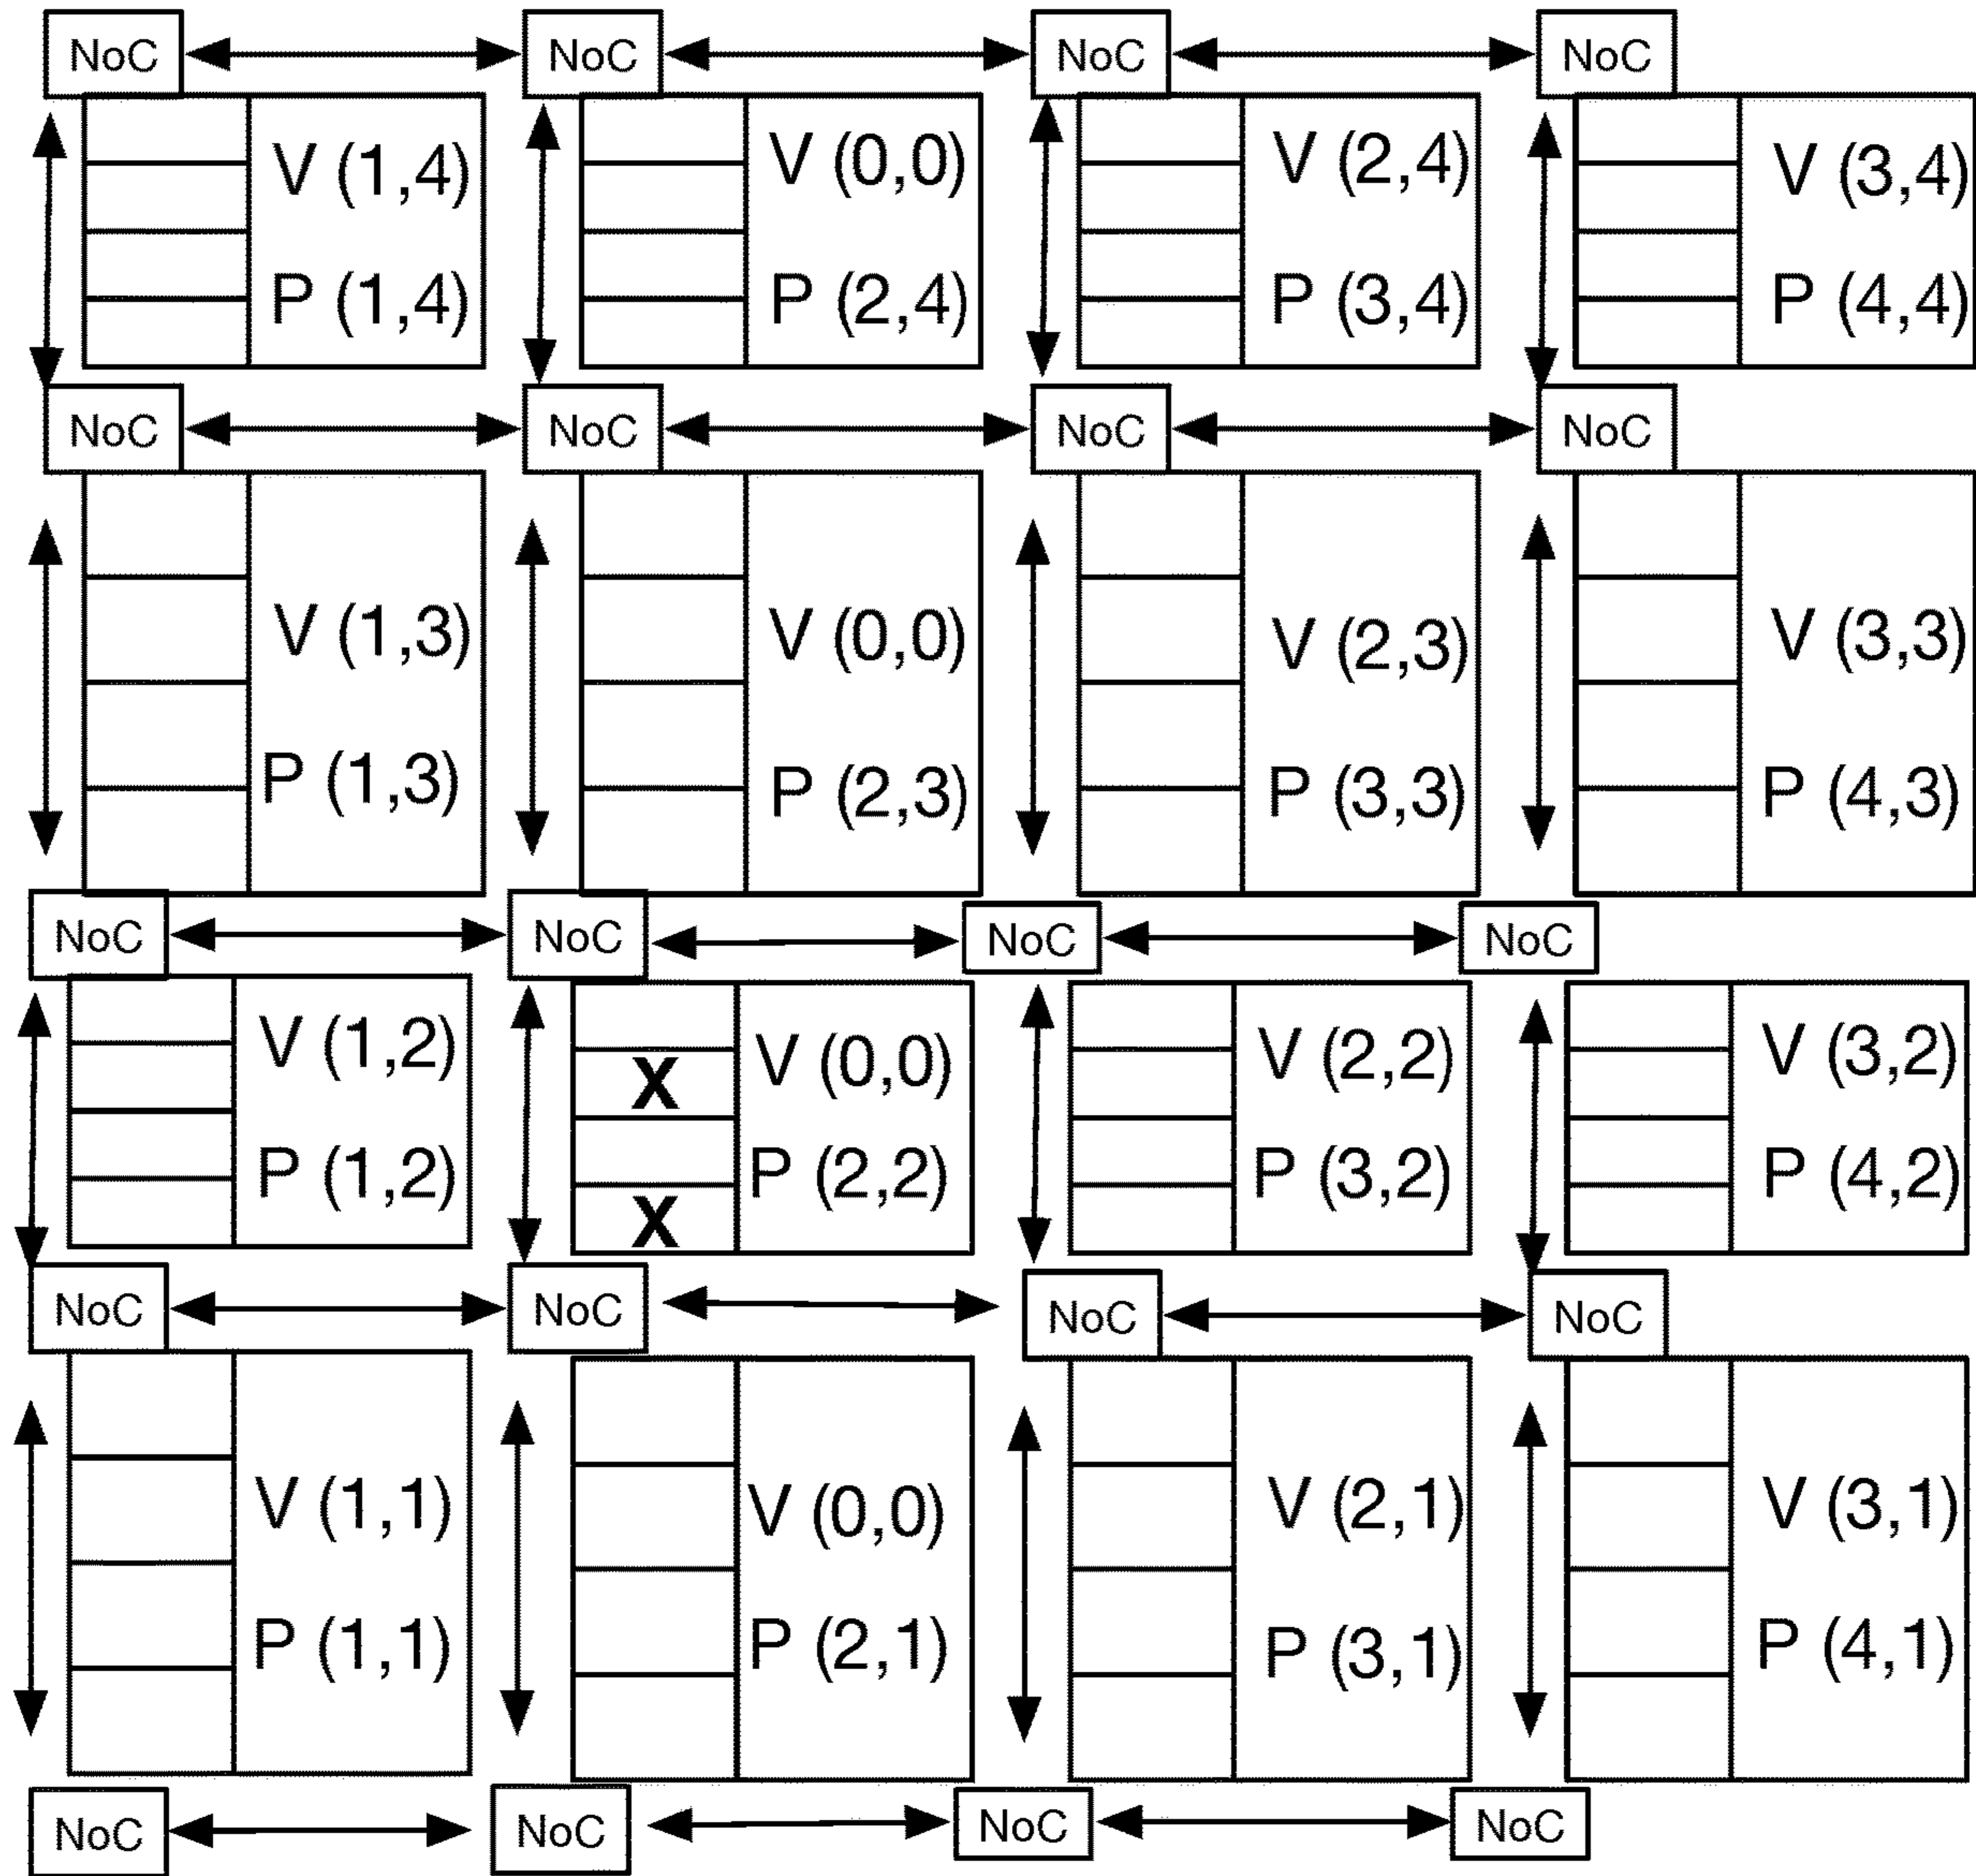 NoC NoC NoC NoC
V (1,4) V (0,0) V (2,4) V (3,4)
P (1,4) P (2,4) P (3,4) P (4,4)
NoC NoC NoC NoC
V (1,3) V (0,0) V (2,3) V (3,3)
P (1,3) P (2,3) P (3,3) P (4,3)
NoC NoC NoC NoC
V (1,2) X V (0,0) V (2,2) V (3,2)
P (1,2) P (2,2) P (3,2) P (4,2)
X
NoC NoC NoC NoC
V (1,1) V (0,0) V (2,1) V (3,1)
P (1,1) P (2,1) P (3,1) P (4,1)
NoC NoC NoC NoC